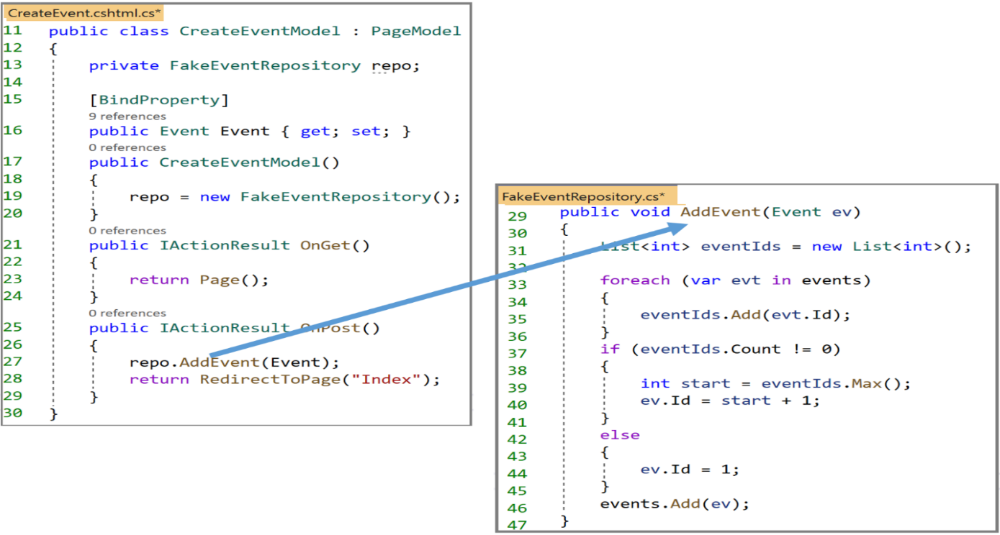 CreateEvent.cshtml.cs*
11 public class CreateEventModel : PageModel
12 {
13 private FakeEventRepository repo;
14
15 [BindProperty]
9 references
16 public Event Event { get; set; }
0 references
17 public CreateEventModel()
18 {
19 repo = new FakeEventRepository();
20 }
0 references
21 public IActionResult OnGet()
22 {
23 return Page();
24 }
0 references
25 public IActionResult OnPost()
26 {
27 repo.AddEvent(Event);
28 return RedirectToPage("Index");
29 }
30 }
FakeEventRepository.cs*
29 public void AddEvent(Event ev)
30 {
31 List<int> eventIds = new List<int>();
32
33 foreach (var evt in events)
34 {
35 eventIds.Add(evt.Id);
36 }
37 if (eventIds.Count != 0)
38 {
39 int start = eventIds.Max();
40 ev.Id = start + 1;
41 }
42 else
43 {
44 ev.Id = 1;
45 }
46 events.Add(ev);
47 }